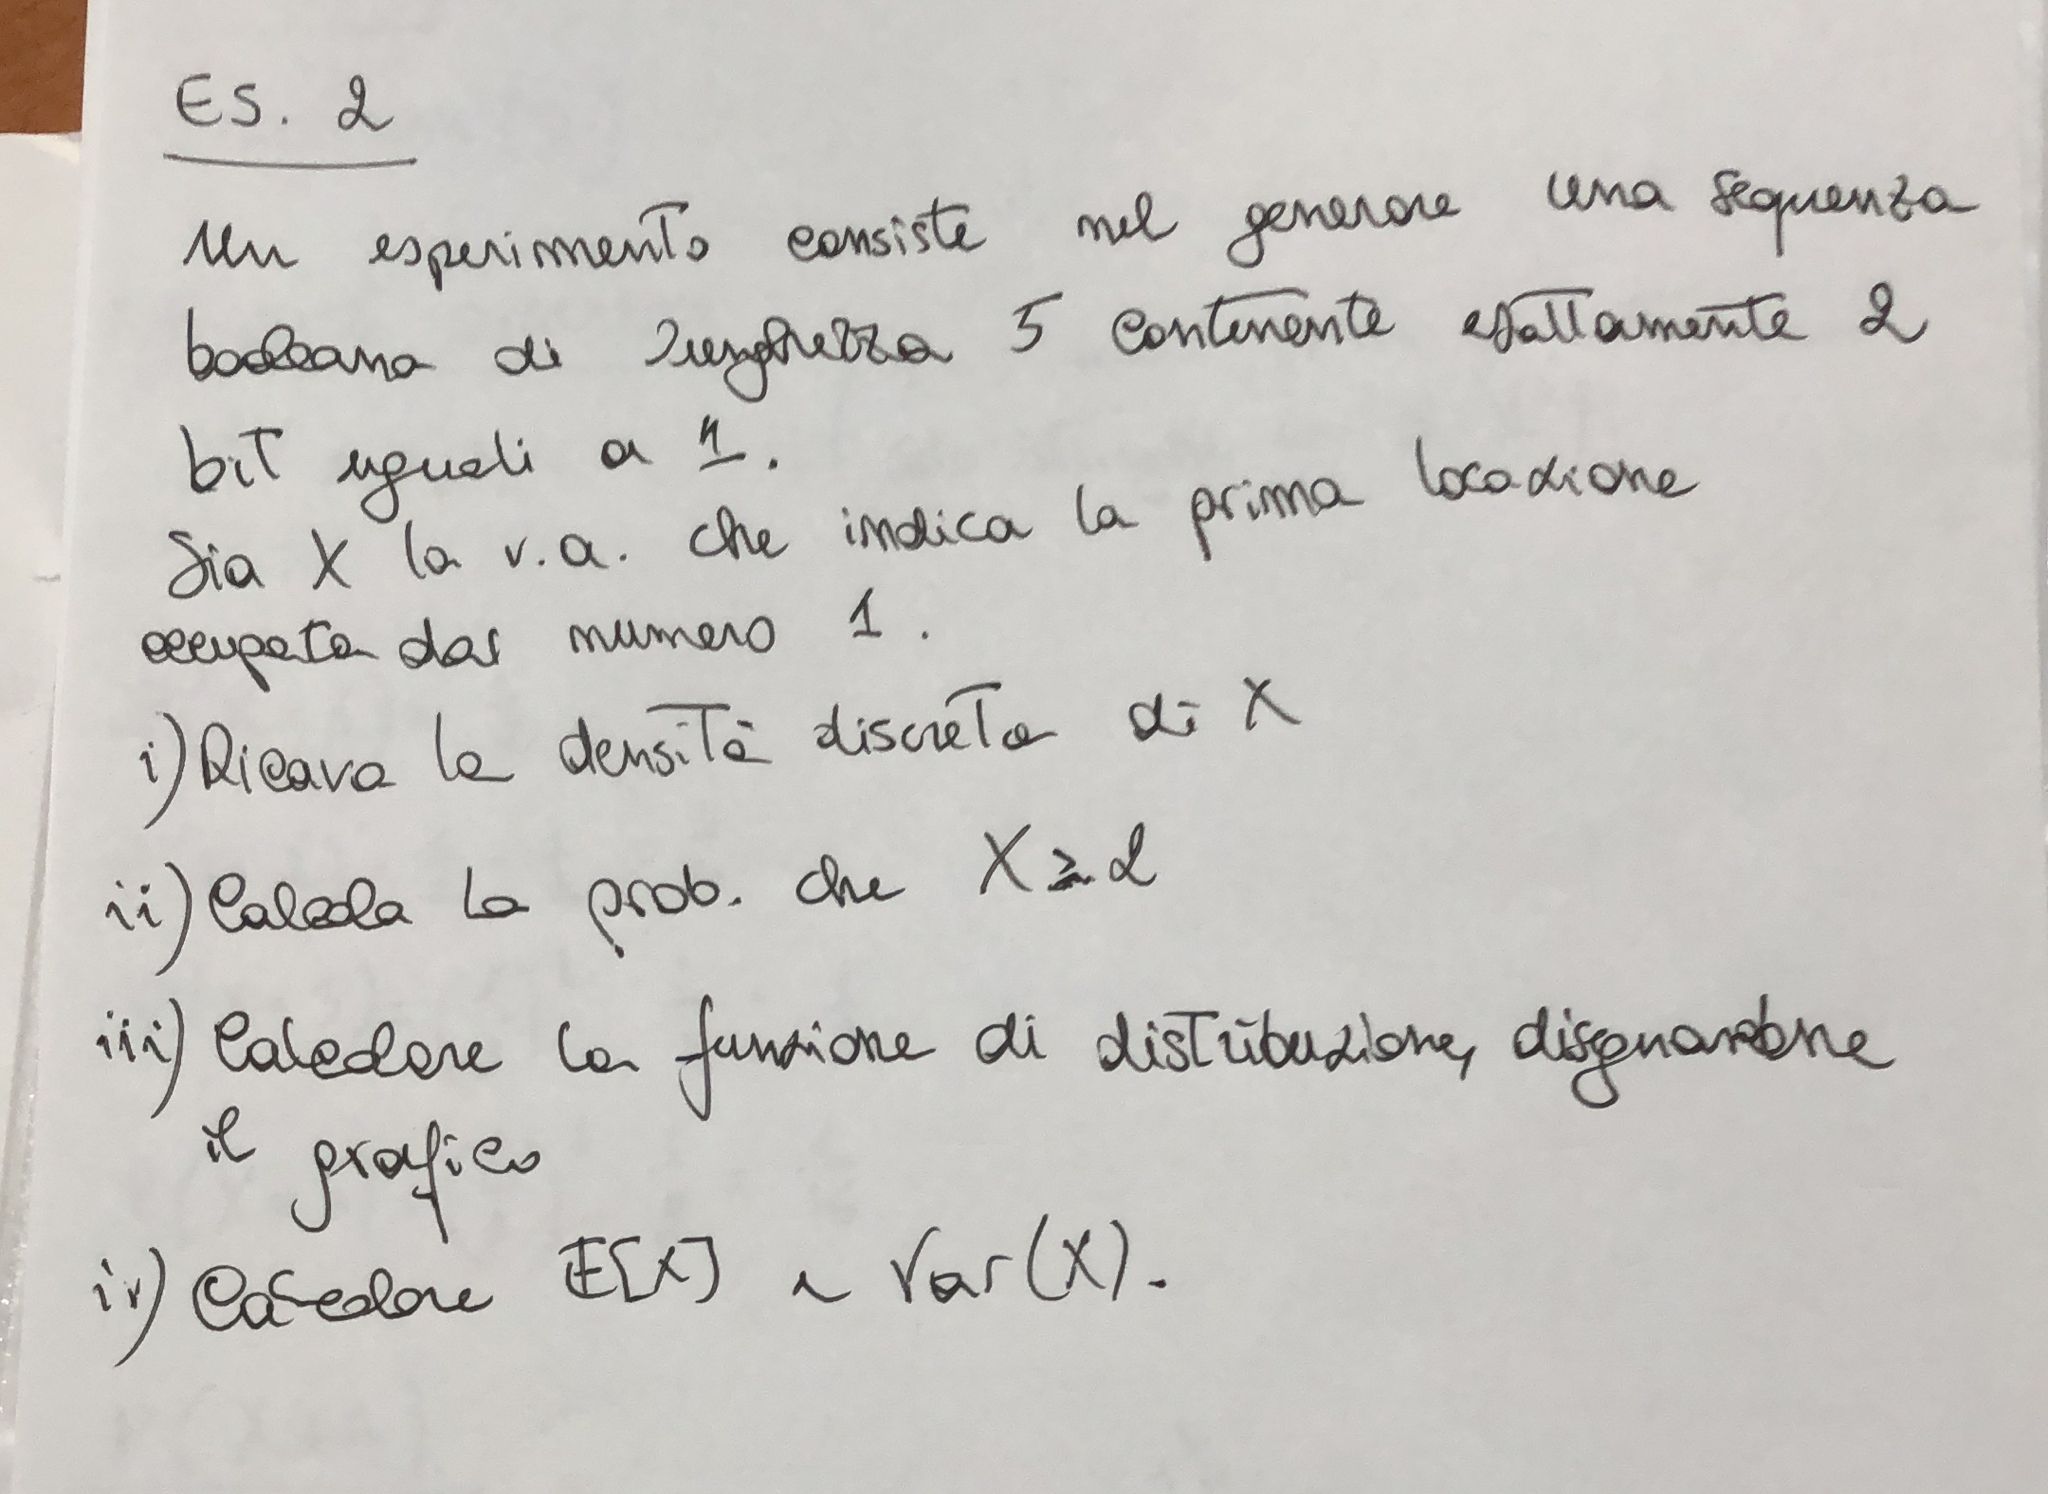 ES. 2
Un esperimento consiste nel generare una sequenza
booleana di lunghezza 5 contenente esattamente 2
bit uguali a 1.
Sia X la v.a. che indica la prima locazione
occupata dal numero 1.
i) Ricava la densità discreta di X
ii) Calcola la prob. che X ≥ 2
iii) Calcolare la funzione di distribuzione, disegnandone
il grafico
iv) Calcolare E[X] e Var(X).